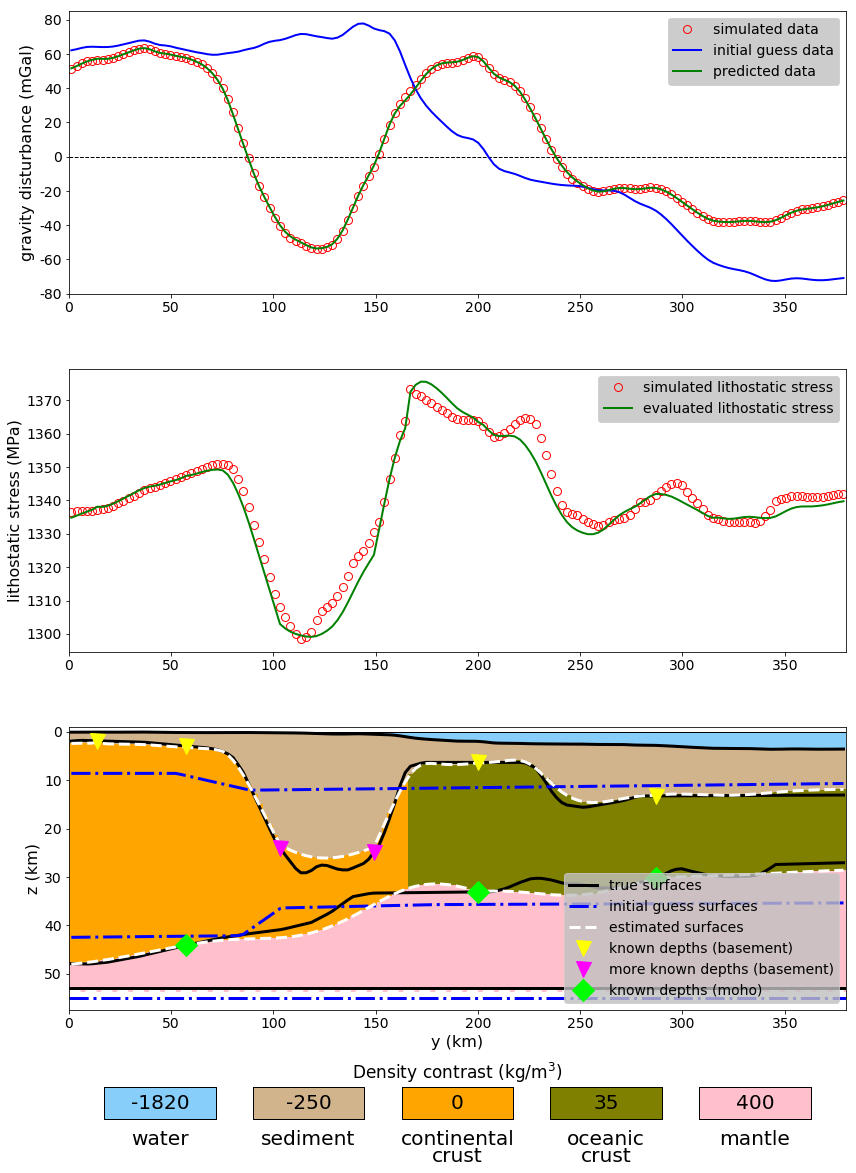 80
60
40
20
0
-20
-40
-60
-80
gravity disturbance (mGal)
simulated data
initial guess data
predicted data
0 50 100 150 200 250 300 350
1370
1360
1350
1340
1330
1320
1310
1300
lithostatic stress (MPa)
simulated lithostatic stress
evaluated lithostatic stress
0 50 100 150 200 250 300 350
0
10
20
30
40
50
z (km)
true surfaces
initial guess surfaces
estimated surfaces
known depths (basement)
more known depths (basement)
known depths (moho)
0 50 100 150 200 250 300 350
y (km)
Density contrast (kg/m³)
-1820 -250 0 35 400
water sediment continental oceanic mantle
crust crust